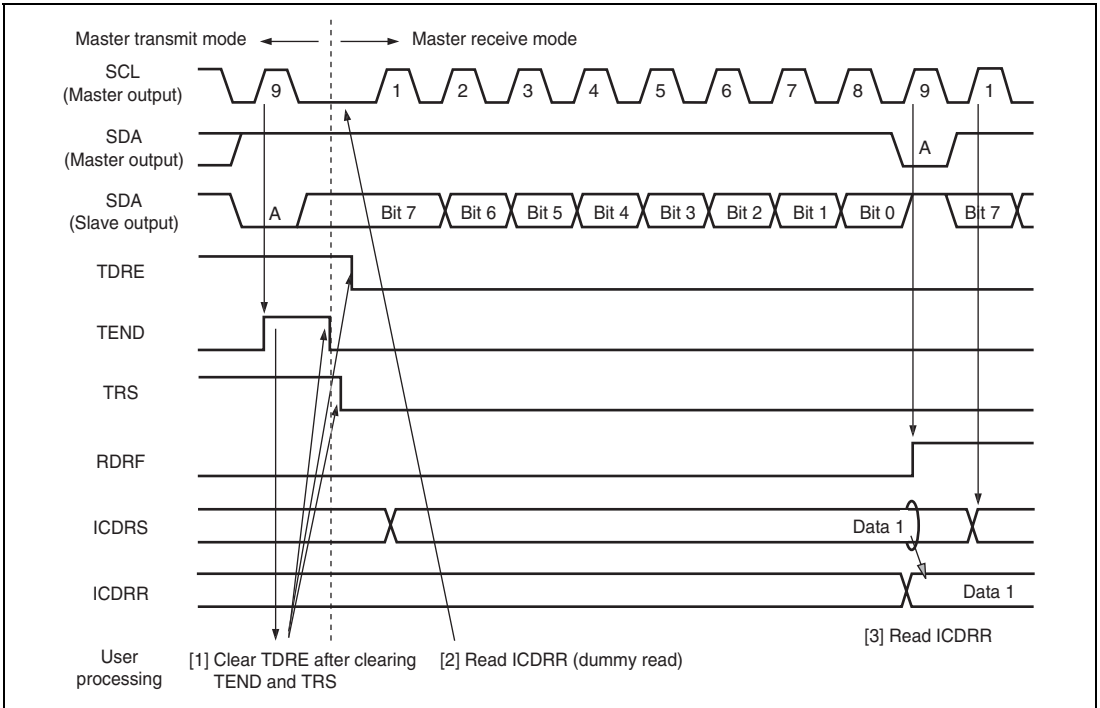 Master transmit mode
Master receive mode
SCL
(Master output)
9
1
2
3
4
5
6
7
8
9
1
SDA
(Master output)
A
SDA
(Slave output)
A
Bit 7
Bit 6
Bit 5
Bit 4
Bit 3
Bit 2
Bit 1
Bit 0
Bit 7
TDRE
TEND
TRS
RDRF
ICDRS
Data 1
ICDRR
Data 1
User
processing
[1] Clear TDRE after clearing
TEND and TRS
[2] Read ICDRR (dummy read)
[3] Read ICDRR